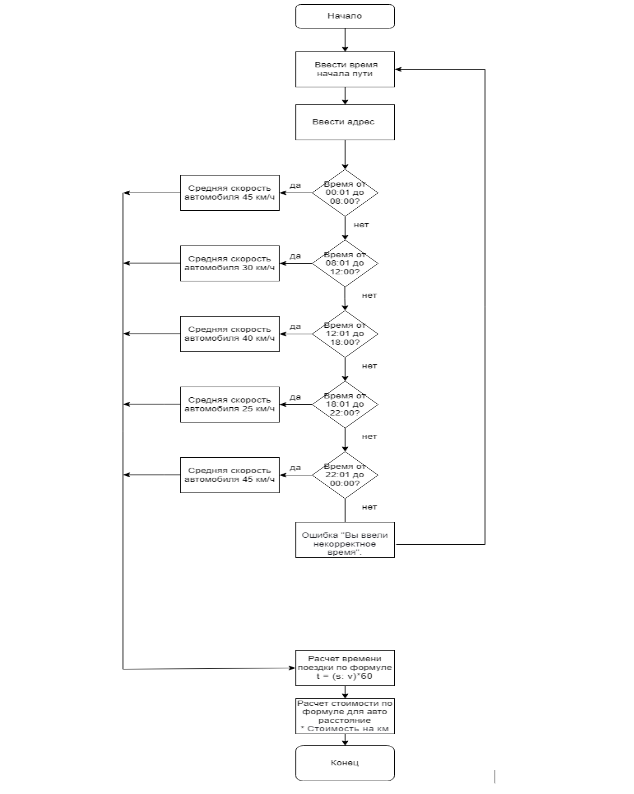 Начало
Ввести время
начала пути
Ввести адрес
Время от
00:01 до
08:00?
да
Средняя скорость
автомобиля 45 км/ч
нет
Время от
08:01 до
12:00?
да
Средняя скорость
автомобиля 30 км/ч
нет
Время от
12:01 до
18:00?
да
Средняя скорость
автомобиля 40 км/ч
нет
Время от
18:01 до
22:00?
да
Средняя скорость
автомобиля 25 км/ч
нет
Время от
22:01 до
00:00?
да
Средняя скорость
автомобиля 45 км/ч
нет
Ошибка "Вы ввели
некорректное
время".
Расчет времени
поездки по формуле
t = (s: v)*60
Расчет стоимости по
формуле для авто
расстояние
* Стоимость на км
Конец